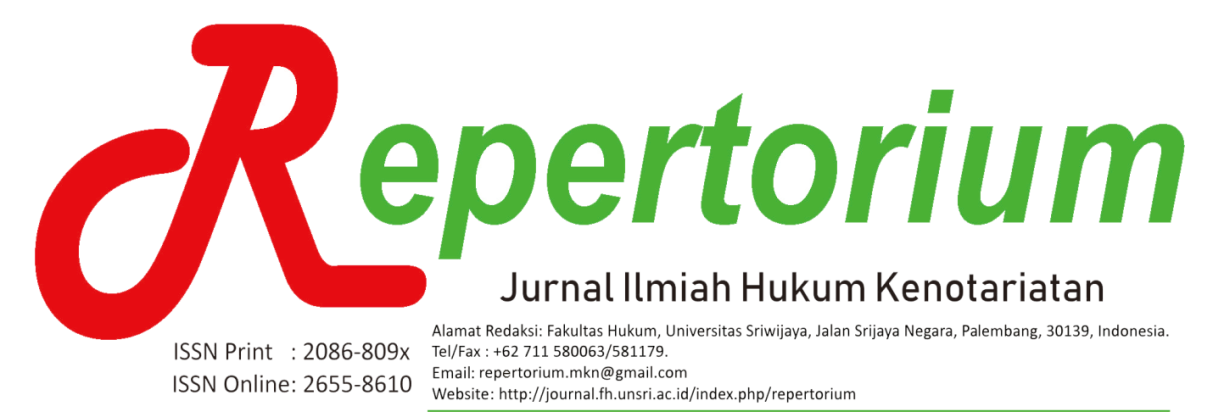 Repertorium
Jurnal Ilmiah Hukum Kenotariatan
Alamat Redaksi: Fakultas Hukum, Universitas Sriwijaya, Jalan Srijaya Negara, Palembang, 30139, Indonesia.
Tel/Fax : +62 711 580063/581179.
Email: repertorium.mkn@gmail.com
Website: http://journal.fh.unsri.ac.id/index.php/repertorium
ISSN Print : 2086-809x
ISSN Online: 2655-8610